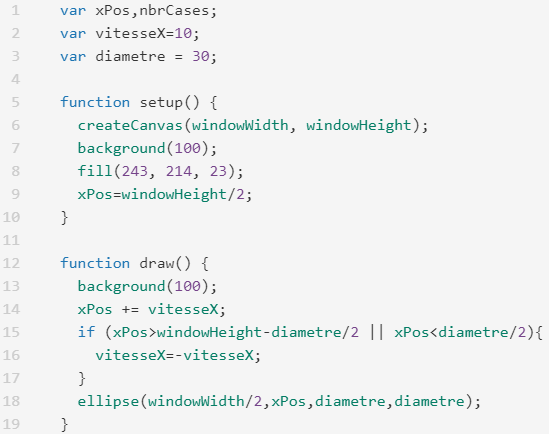 1 var xPos,nbrCases;
2 var vitesseX=10;
3 var diametre = 30;
4
5 function setup() {
6   createCanvas(windowWidth, windowHeight);
7   background(100);
8   fill(243, 214, 23);
9   xPos=windowHeight/2;
10 }
11
12 function draw() {
13   background(100);
14   xPos += vitesseX;
15   if (xPos>windowHeight-diametre/2 || xPos<diametre/2){
16     vitesseX=-vitesseX;
17   }
18   ellipse(windowWidth/2,xPos,diametre,diametre);
19 }